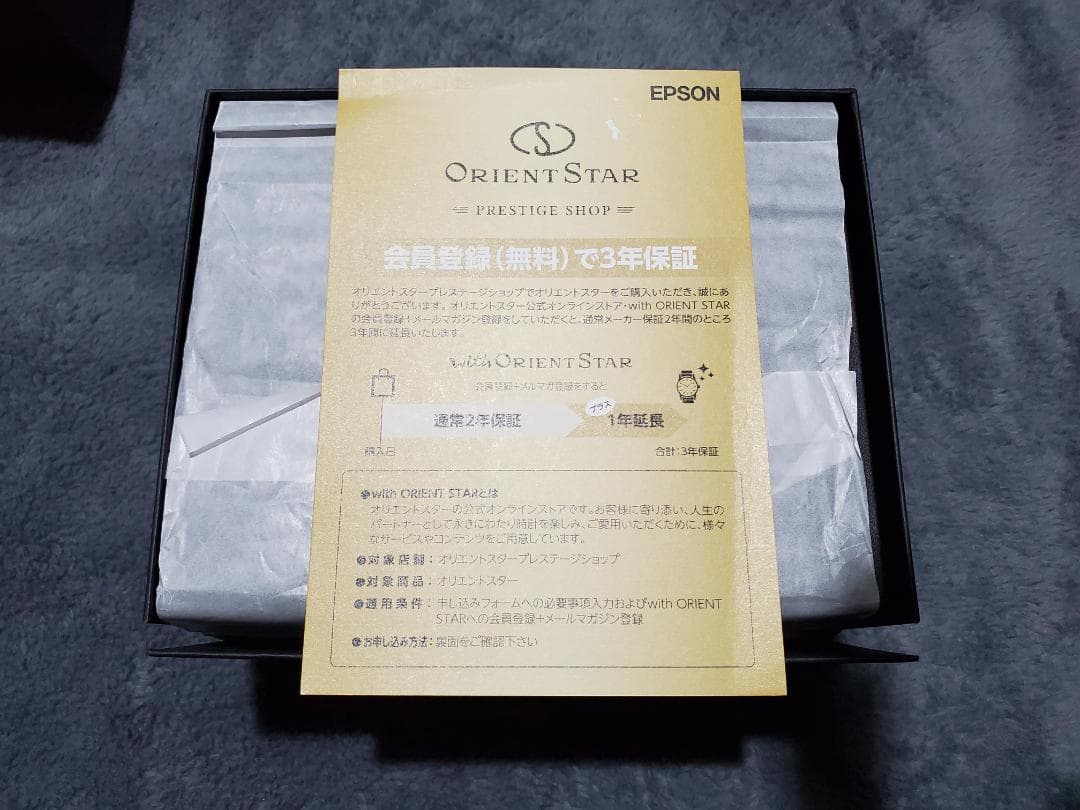 EPSON
ORIENT STAR
PRESTIGE SHOP
会員登録(無料)で3年保証
オリエントスタープレステージショップでオリエントスターをご購入いただき、誠にあ
りがとうございます。オリエントスター公式オンラインストア・with ORIENT STAR
の会員登録+メールマガジン登録をしていただくと、通常メーカー保証2年間のところ
3年間に延長いたします。
with ORIENT STAR
会員登録+メルマガ登録をすると
通常2年保証
プラス
1年延長
購入日
合計:3年保証
with ORIENT STARとは
オリエントスターの公式オンラインストアです。お客様に寄り添い、人生の
パートナーとして永きにわたり時計を楽しみ、ご愛用いただくために、様々
なサービスやコンテンツをご用意しています。
対象店舗:オリエントスタープレステージショップ
対象商品:オリエントスター
適用条件:申し込みフォームへの必要事項入力およびwith ORIENT
STARへの会員登録+メールマガジン登録
お申し込み方法:裏面をご確認下さい